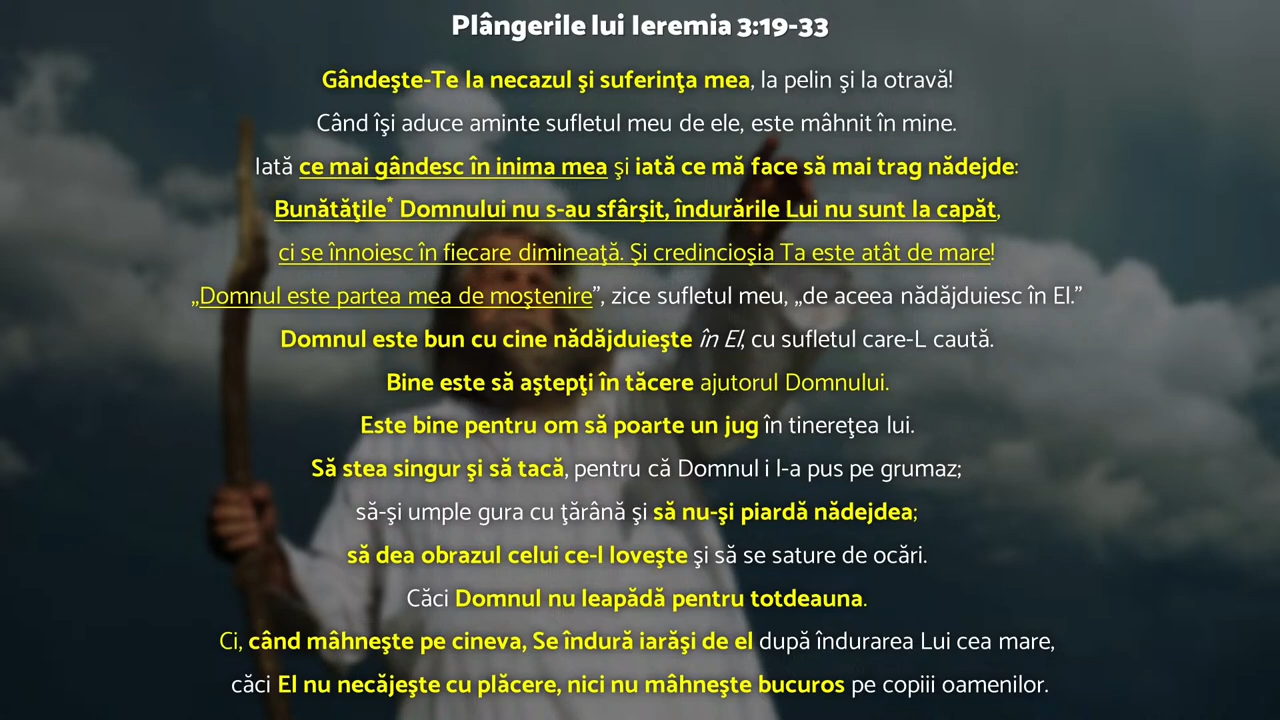 Plângerile lui Ieremia 3:19-33
Gândeşte-Te la necazul şi suferinţa mea, la pelin şi la otravă!
Când îşi aduce aminte sufletul meu de ele, este mâhnit în mine.
Iată ce mai gândesc în inima mea şi iată ce mă face să mai trag nădejde:
Bunătăţile* Domnului nu s-au sfârşit, îndurările Lui nu sunt la capăt,
ci se înnoiesc în fiecare dimineaţă. Şi credincioşia Ta este atât de mare!
„Domnul este partea mea de moştenire”, zice sufletul meu, „de aceea nădăjduiesc în El.”
Domnul este bun cu cine nădăjduieşte în El, cu sufletul care-L caută.
Bine este să aştepţi în tăcere ajutorul Domnului.
Este bine pentru om să poarte un jug în tinereţea lui.
Să stea singur şi să tacă, pentru că Domnul i l-a pus pe grumaz;
să-şi umple gura cu ţărână şi să nu-şi piardă nădejdea;
să dea obrazul celui ce-l loveşte şi să se sature de ocări.
Căci Domnul nu leapădă pentru totdeauna.
Ci, când mâhneşte pe cineva, Se îndură iarăşi de el după îndurarea Lui cea mare,
căci El nu necăjeşte cu plăcere, nici nu mâhneşte bucuros pe copiii oamenilor.